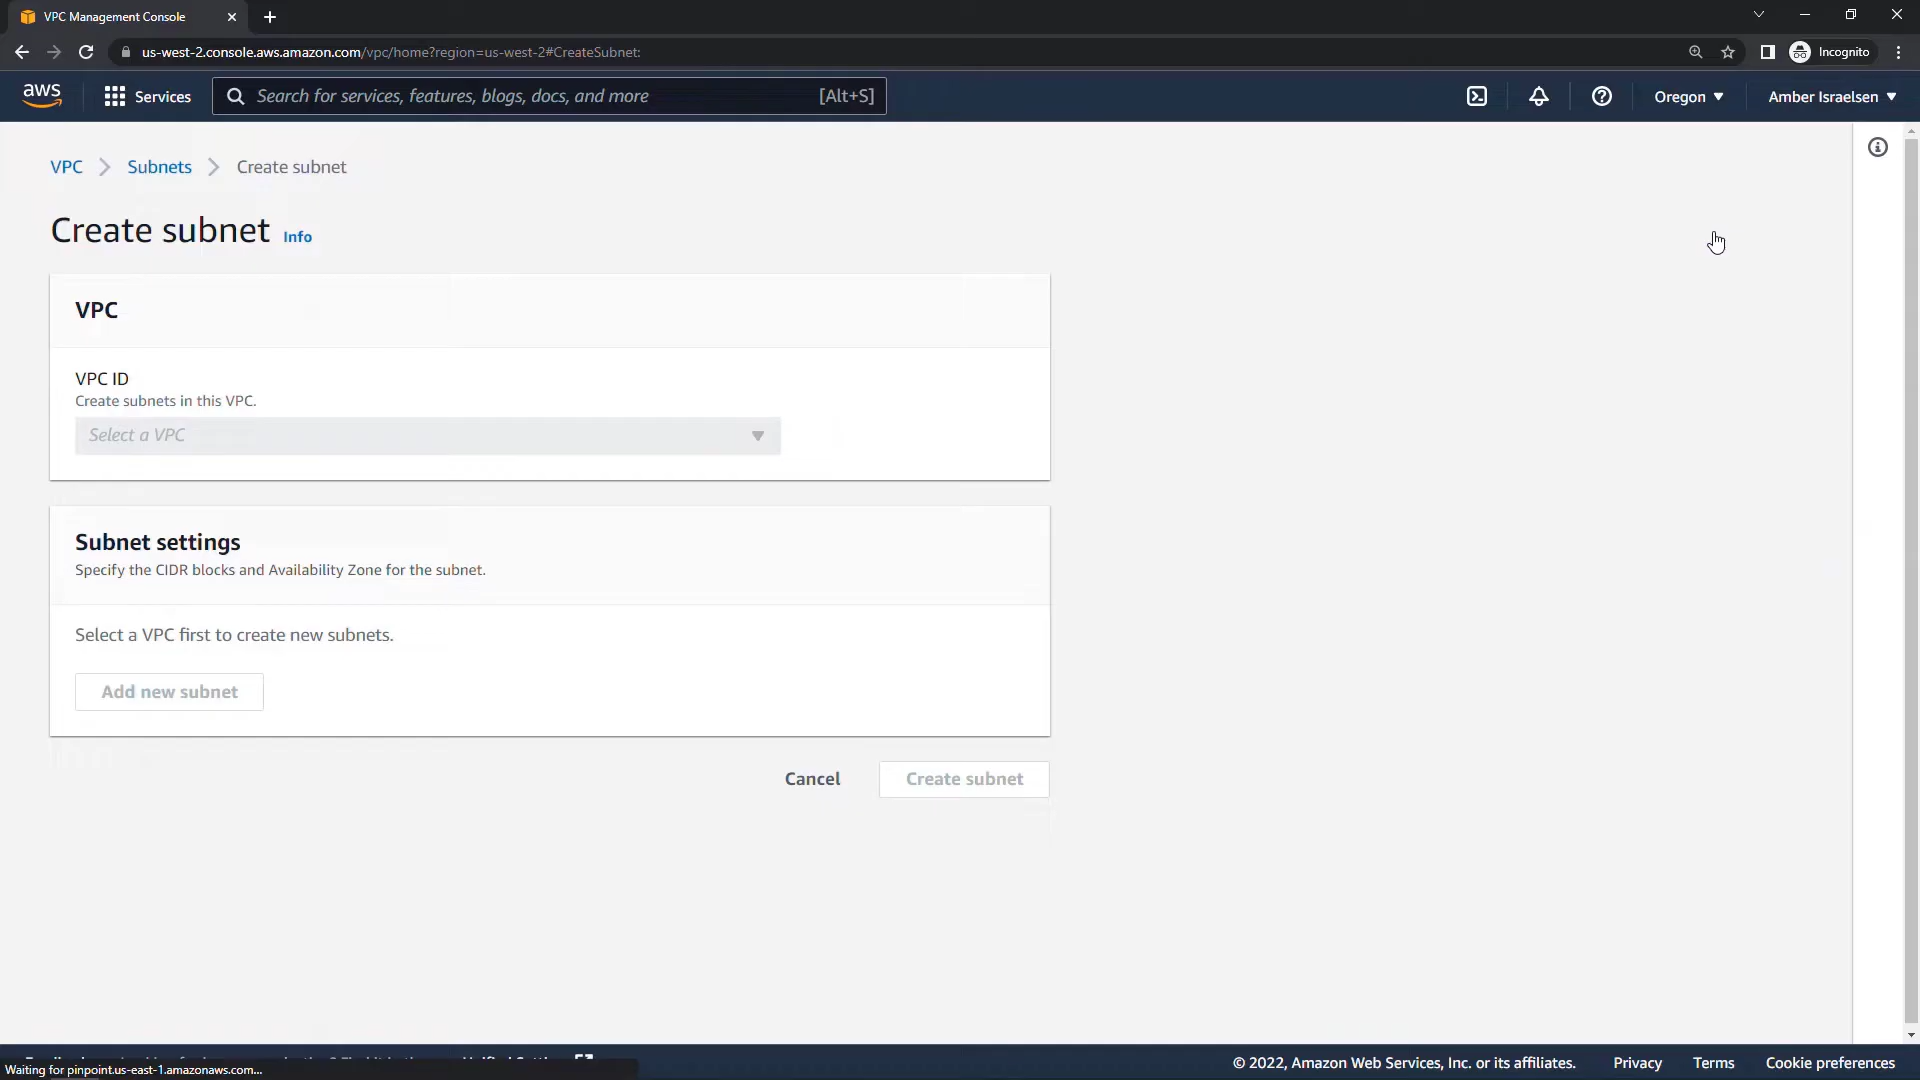 VPC Management Console
us-west-2.console.aws.amazon.com/vpc/home?region=us-west-2#CreateSubnet:
Incognito
aws
Services
Search for services, features, blogs, docs, and more
[Alt+S]
Oregon
Amber Israelsen
VPC
Subnets
Create subnet
Create subnet
Info
VPC
VPC ID
Create subnets in this VPC.
Select a VPC
Subnet settings
Specify the CIDR blocks and Availability Zone for the subnet.
Select a VPC first to create new subnets.
Add new subnet
Cancel
Create subnet
Waiting for pinpoint.us-east-1.amazonaws.com...
© 2022, Amazon Web Services, Inc. or its affiliates.
Privacy
Terms
Cookie preferences